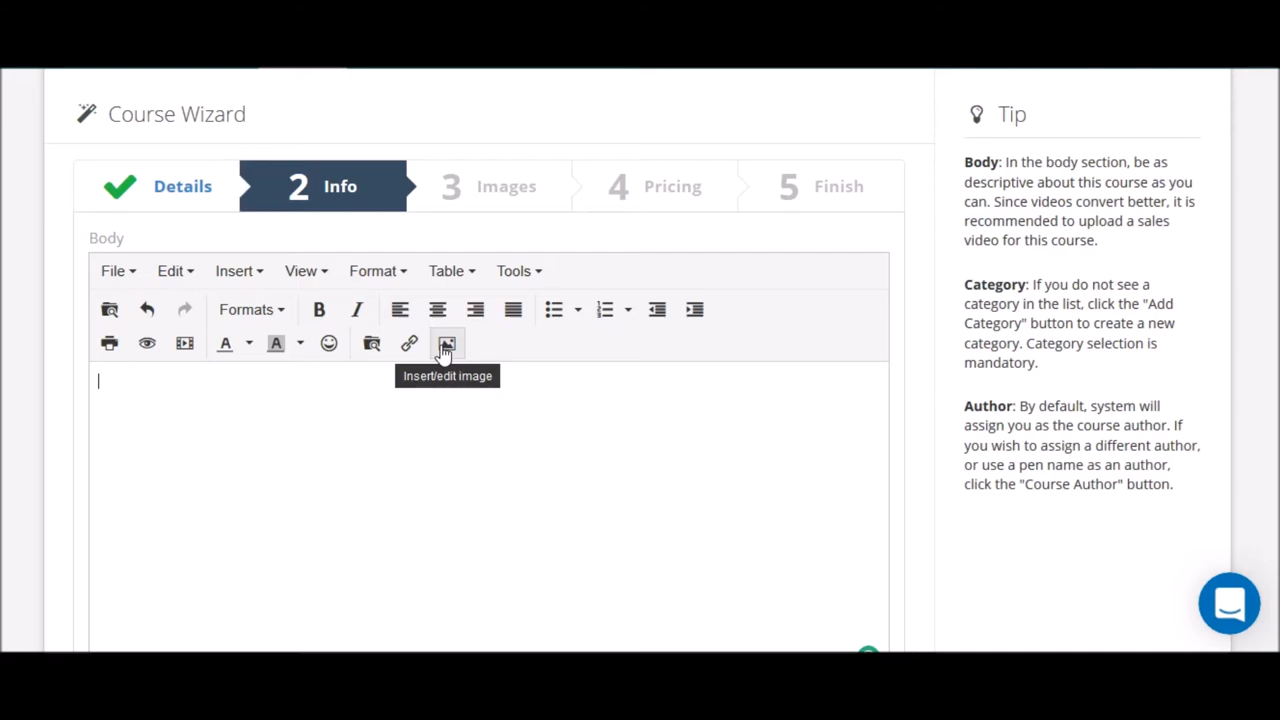 Course Wizard
Details
2 Info
3 Images
4 Pricing
5 Finish
Body
File Edit Insert View Format Table Tools
Formats B I
A A
Insert/edit image
Tip
Body: In the body section, be as
descriptive about this course as you
can. Since videos convert better, it is
recommended to upload a sales
video for this course.
Category: If you do not see a
category in the list, click the "Add
Category" button to create a new
category. Category selection is
mandatory.
Author: By default, system will
assign you as the course author. If
you wish to assign a different author,
or use a pen name as an author,
click the "Course Author" button.